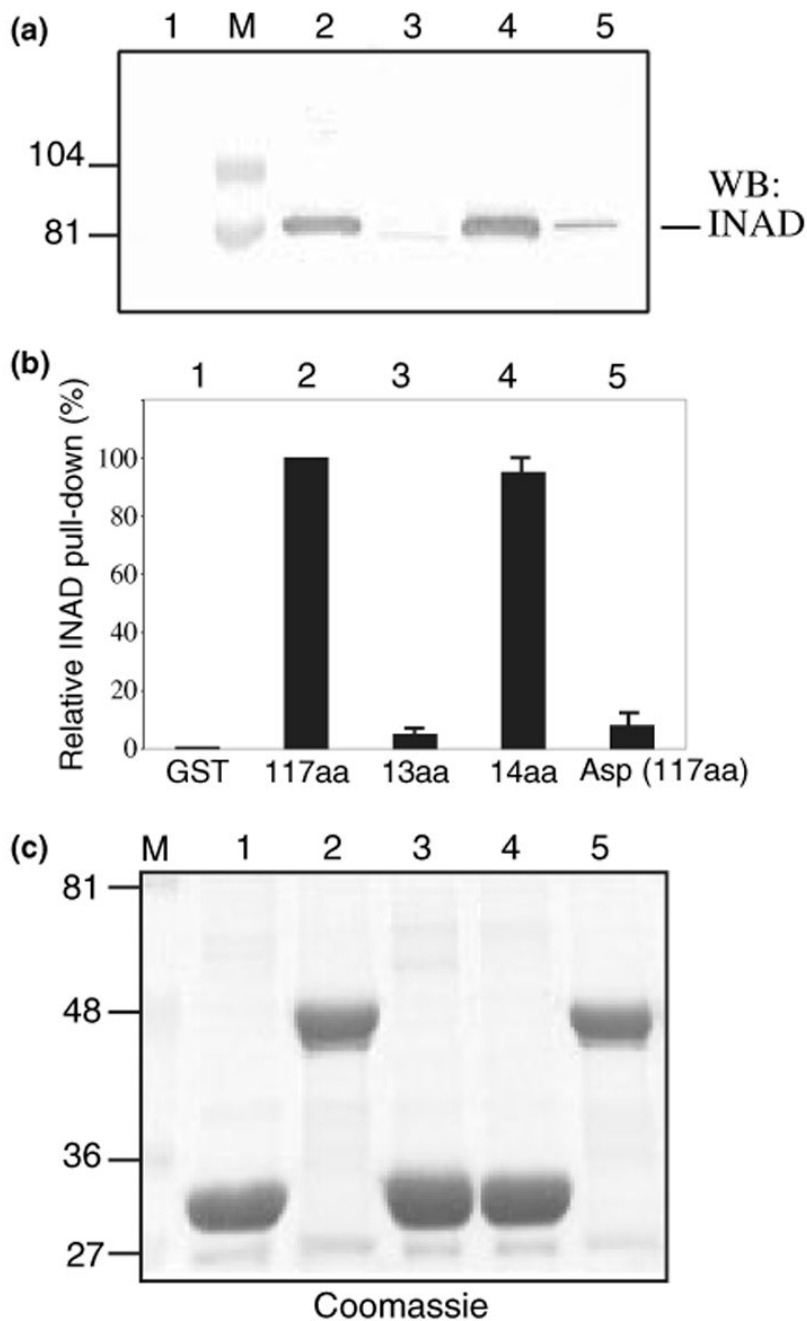 (a) 1 M 2 3 4 5
104
81
WB:
INAD
(b) 1 2 3 4 5
Relative INAD pull-down (%)
100
80
60
40
20
0
GST 117aa 13aa 14aa Asp (117aa)
(c) M 1 2 3 4 5
81
48
36
27
Coomassie